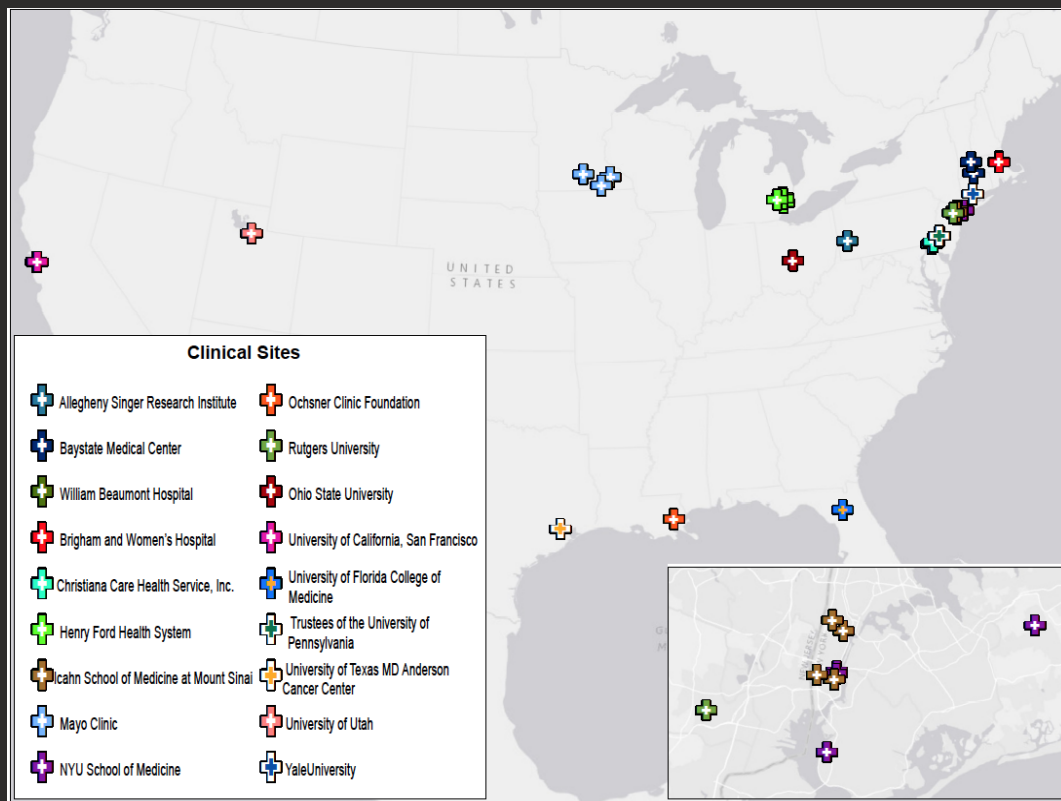 UNITED
STATES
Clinical Sites
Allegheny Singer Research Institute
Baystate Medical Center
William Beaumont Hospital
Brigham and Women's Hospital
Christiana Care Health Service, Inc.
Henry Ford Health System
Icahn School of Medicine at Mount Sinai
Mayo Clinic
NYU School of Medicine
Ochsner Clinic Foundation
Rutgers University
Ohio State University
University of California, San Francisco
University of Florida College of
Medicine
Trustees of the University of
Pennsylvania
University of Texas MD Anderson
Cancer Center
University of Utah
YaleUniversity